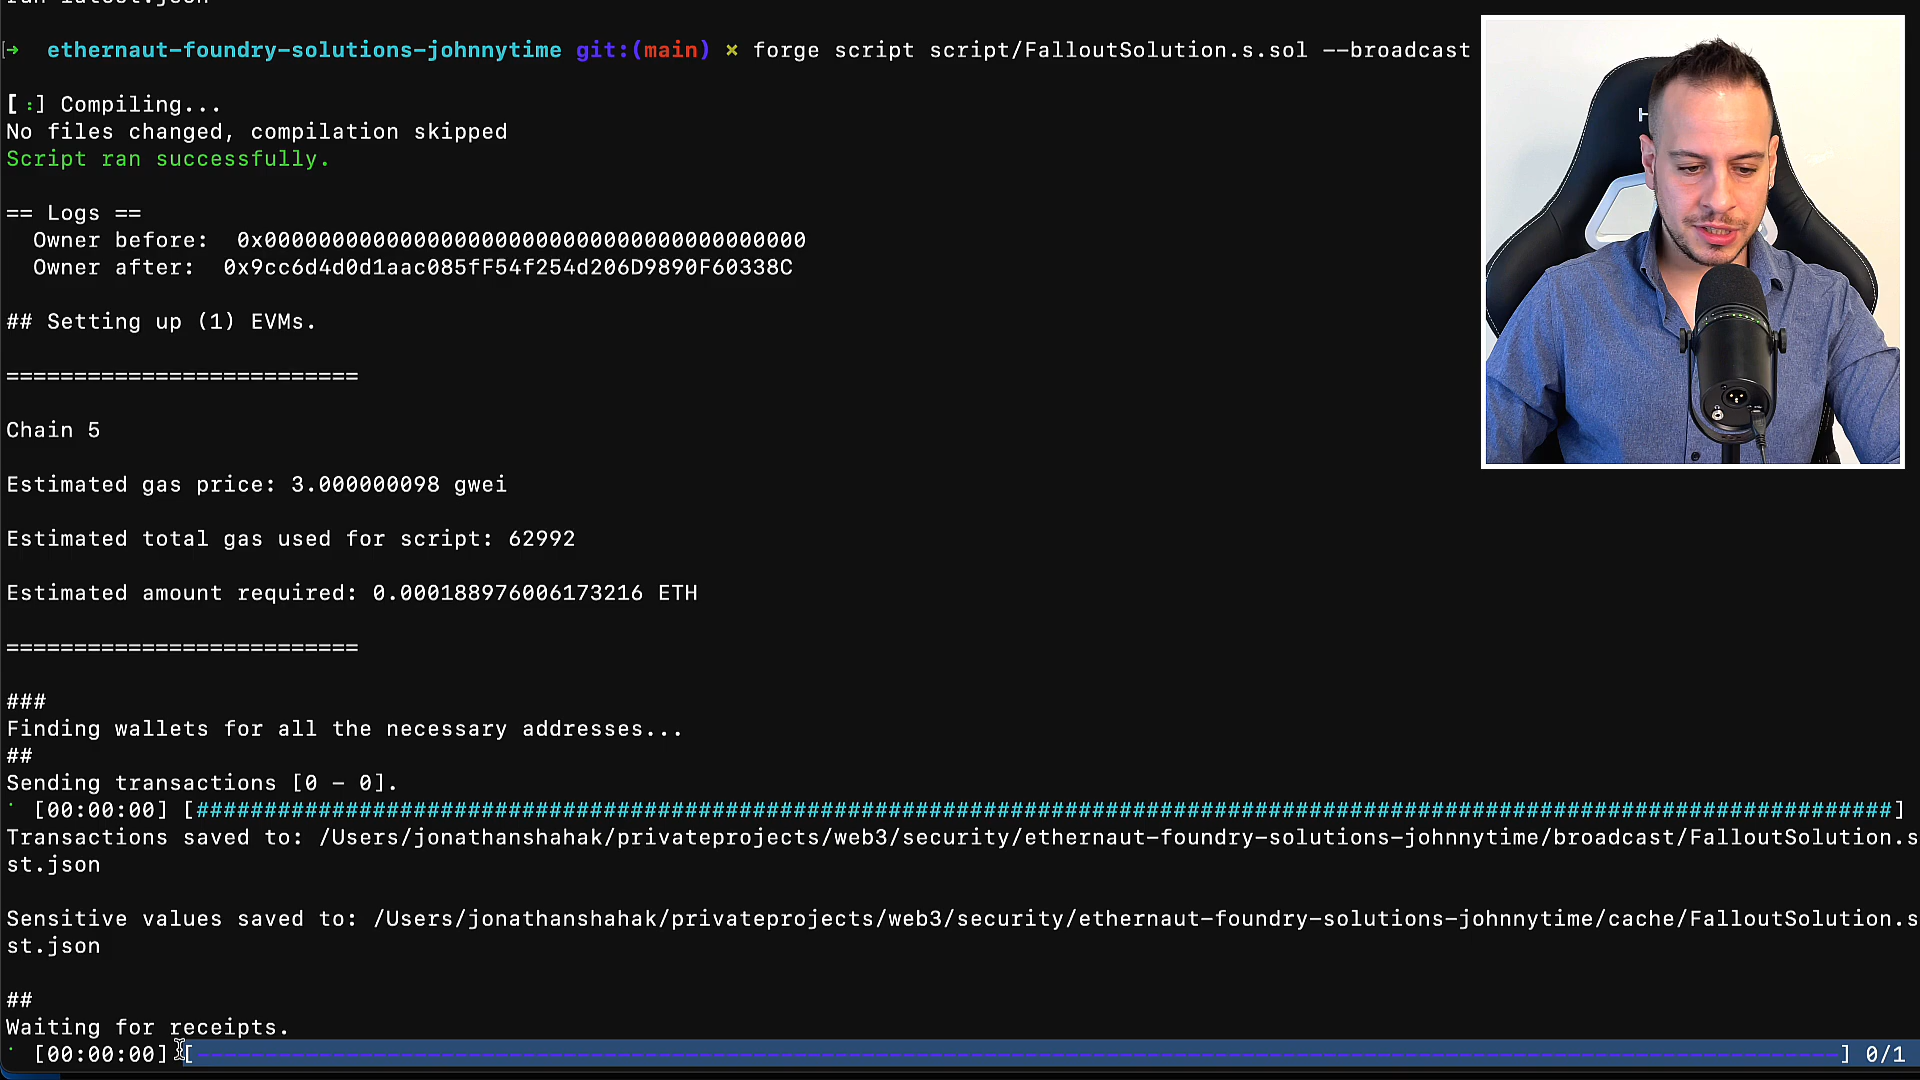 ethernaut-foundry-solutions-johnnytime git:(main) × forge script script/FalloutSolution.s.sol --broadcast
[ :] Compiling...
No files changed, compilation skipped
Script ran successfully.
== Logs ==
Owner before: 0x0000000000000000000000000000000000000000
Owner after: 0x9cc6d4d0d1aac085fF54f254d206D9890F60338C
## Setting up (1) EVMs.
==========================
Chain 5
Estimated gas price: 3.000000098 gwei
Estimated total gas used for script: 62992
Estimated amount required: 0.000188976006173216 ETH
==========================
###
Finding wallets for all the necessary addresses...
##
Sending transactions [0 - 0].
[00:00:00] [#############################################################################################################################]
Transactions saved to: /Users/jonathanshahak/privateprojects/web3/security/ethernaut-foundry-solutions-johnnytime/broadcast/FalloutSolution.s
st.json
Sensitive values saved to: /Users/jonathanshahak/privateprojects/web3/security/ethernaut-foundry-solutions-johnnytime/cache/FalloutSolution.s
st.json
##
Waiting for receipts.
[00:00:00] [-------------------------------------------------------------------------------------------------------------------------] 0/1